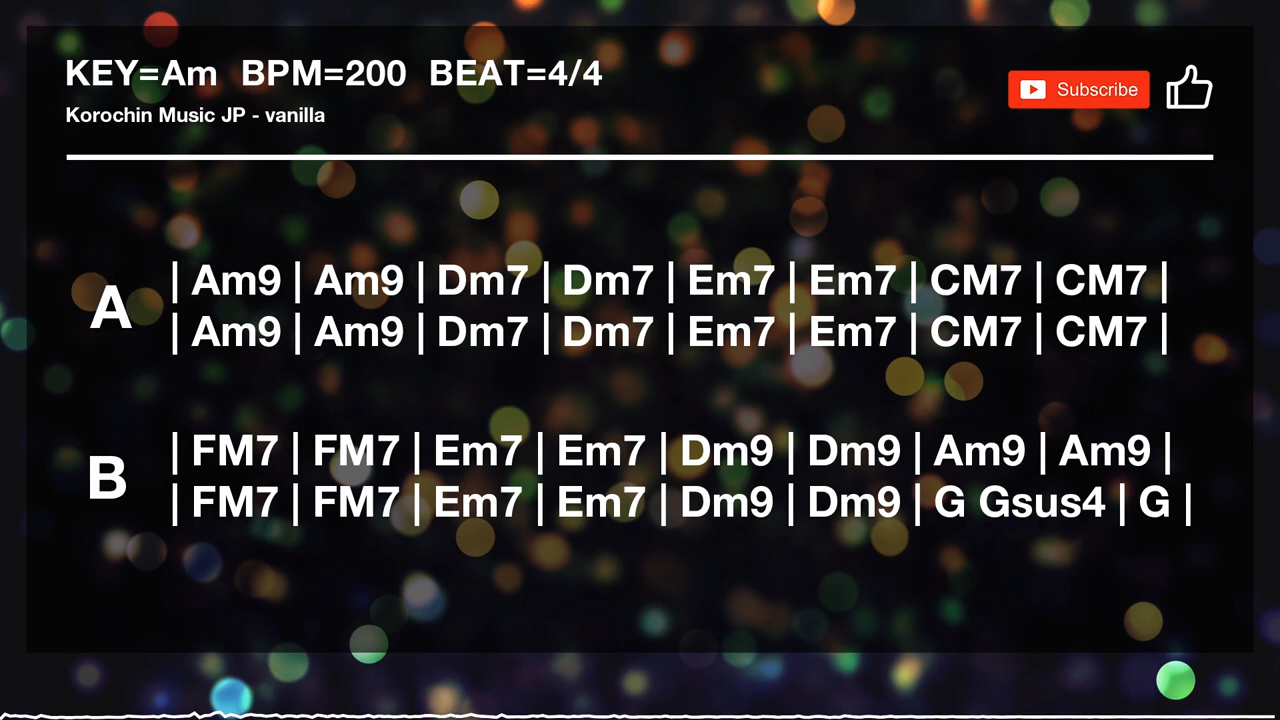 KEY=Am BPM=200 BEAT=4/4
Korochin Music JP - vanilla
Subscribe
A
| Am9 | Am9 | Dm7 | Dm7 | Em7 | Em7 | CM7 | CM7 |
| Am9 | Am9 | Dm7 | Dm7 | Em7 | Em7 | CM7 | CM7 |
B
| FM7 | FM7 | Em7 | Em7 | Dm9 | Dm9 | Am9 | Am9 |
| FM7 | FM7 | Em7 | Em7 | Dm9 | Dm9 | G Gsus4 | G |